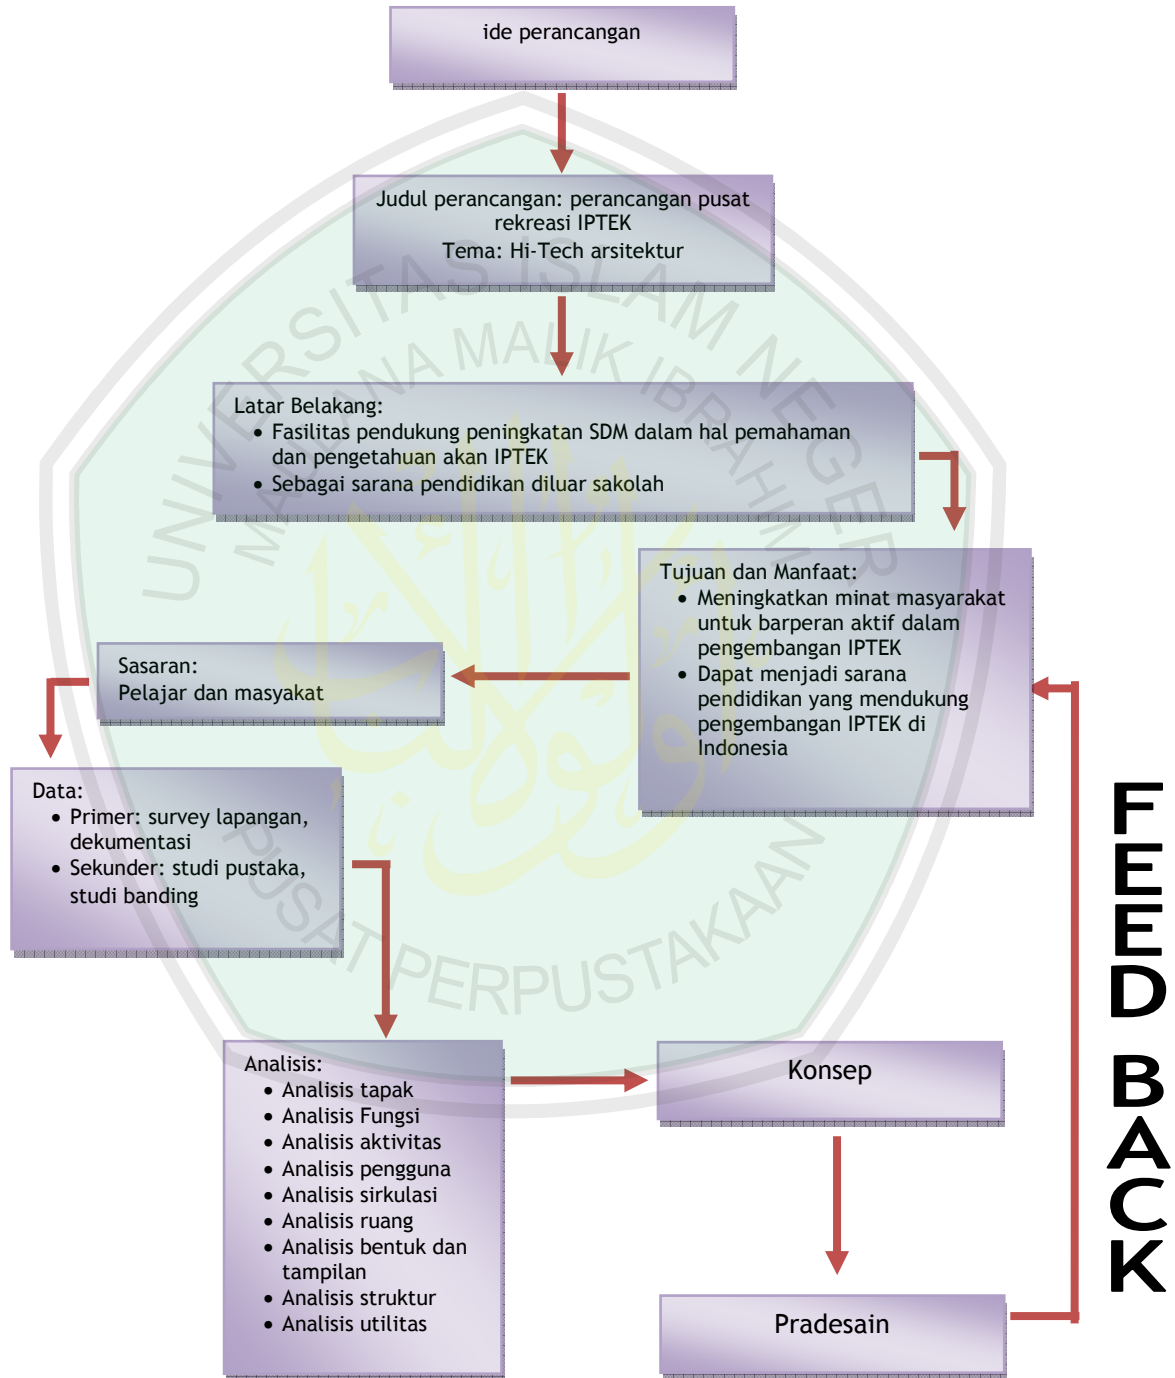 ide perancangan
Judul perancangan: perancangan pusat
rekreasi IPTEK
Tema: Hi-Tech arsitektur
Latar Belakang:
• Fasilitas pendukung peningkatan SDM dalam hal pemahaman
dan pengetahuan akan IPTEK
• Sebagai sarana pendidikan diluar sakolah
Tujuan dan Manfaat:
• Meningkatkan minat masyarakat
untuk barperan aktif dalam
pengembangan IPTEK
• Dapat menjadi sarana
pendidikan yang mendukung
pengembangan IPTEK di
Indonesia
Sasaran:
Pelajar dan masyakat
Data:
• Primer: survey lapangan,
dekumentasi
• Sekunder: studi pustaka,
studi banding
Analisis:
• Analisis tapak
• Analisis Fungsi
• Analisis aktivitas
• Analisis pengguna
• Analisis sirkulasi
• Analisis ruang
• Analisis bentuk dan
tampilan
• Analisis struktur
• Analisis utilitas
Konsep
Pradesain
FEED BACK
UNIVERSITAS ISLAM NEGERI
MAULANA MALIK IBRAHIM
PUSAT PERPUSTAKAAN